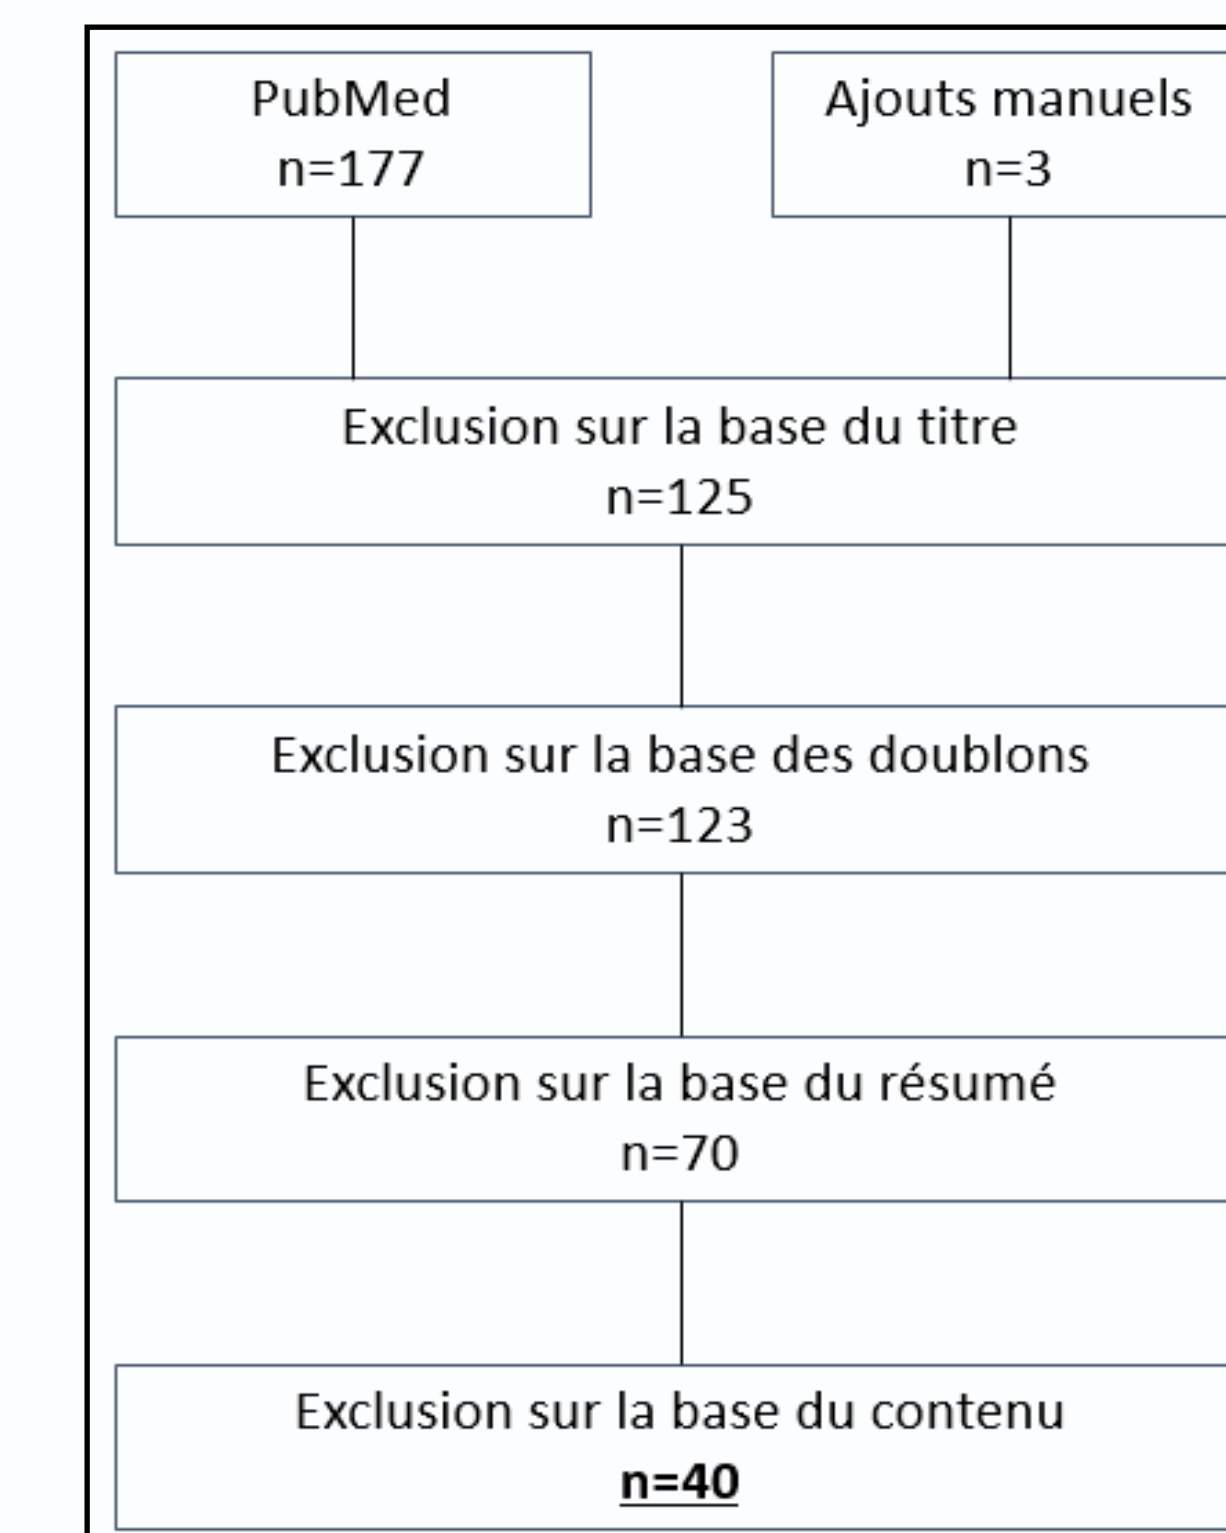 PubMed
n=177
Ajouts manuels
n=3
Exclusion sur la base du titre
n=125
Exclusion sur la base des doublons
n=123
Exclusion sur la base du résumé
n=70
Exclusion sur la base du contenu
n=40